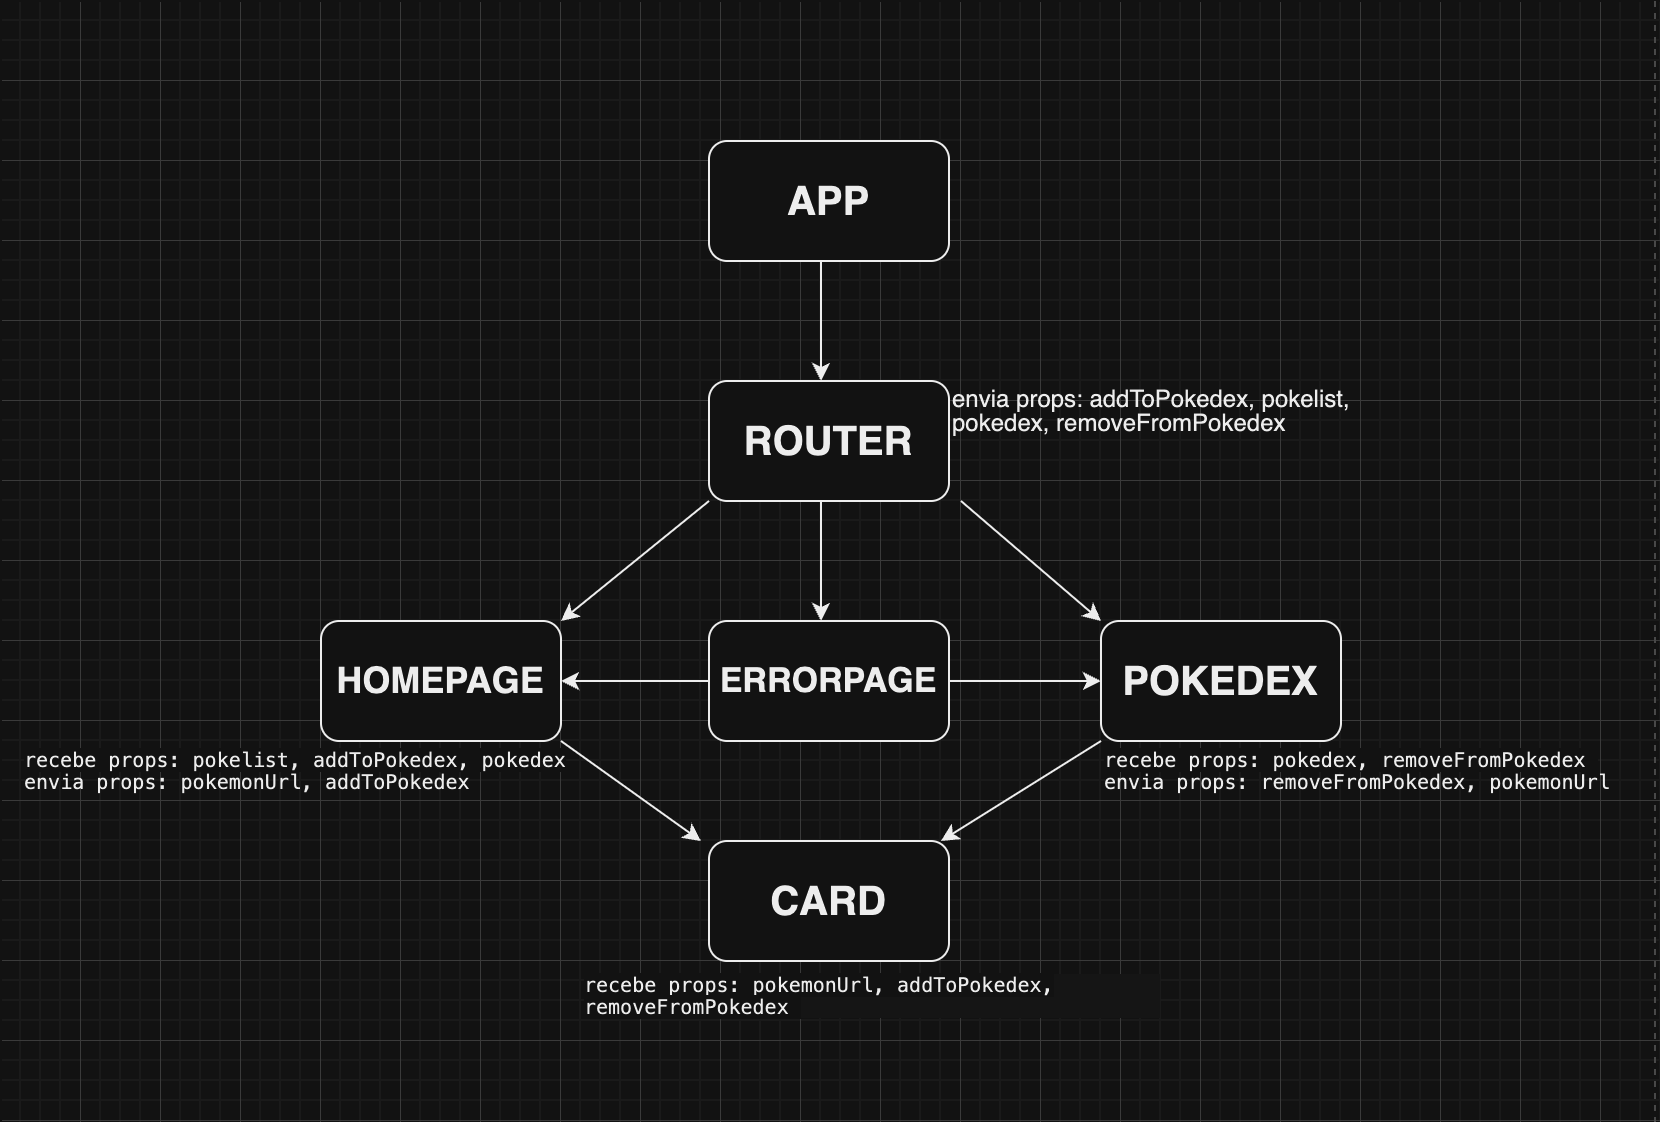 APP
ROUTER
envia props: addToPokedex, pokelist,
pokedex, removeFromPokedex
HOMEPAGE
ERRORPAGE
POKEDEX
recebe props: pokelist, addToPokedex, pokedex
envia props: pokemonUrl, addToPokedex
recebe props: pokedex, removeFromPokedex
envia props: removeFromPokedex, pokemonUrl
CARD
recebe props: pokemonUrl, addToPokedex,
removeFromPokedex